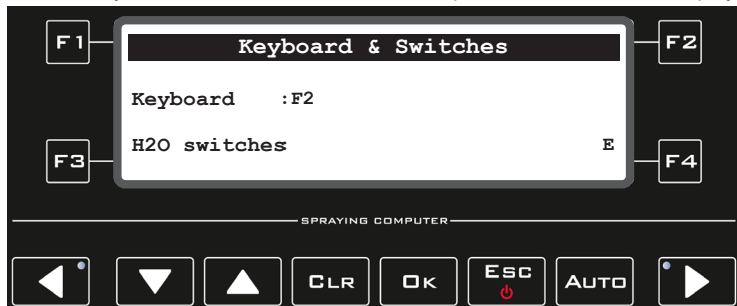 F1 Keyboard & Switches F2
Keyboard :F2
F3 H2O switches: E F4
SPRAYING COMPUTER
CLR OK ESC AUTO